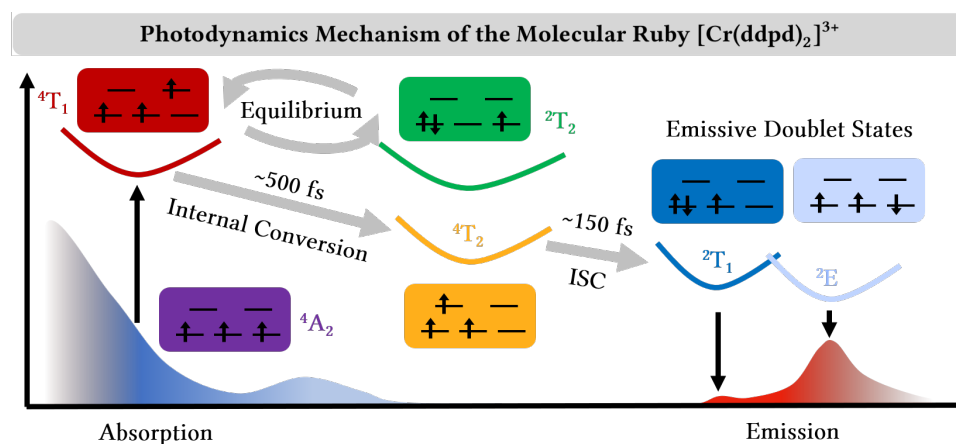 Photodynamics Mechanism of the Molecular Ruby [Cr(ddpd)₂]³⁺
⁴T₁
Equilibrium
²T₂
Emissive Doublet States
~500 fs
Internal Conversion
⁴T₂
~150 fs
ISC
²T₁
²E
⁴A₂
Absorption
Emission